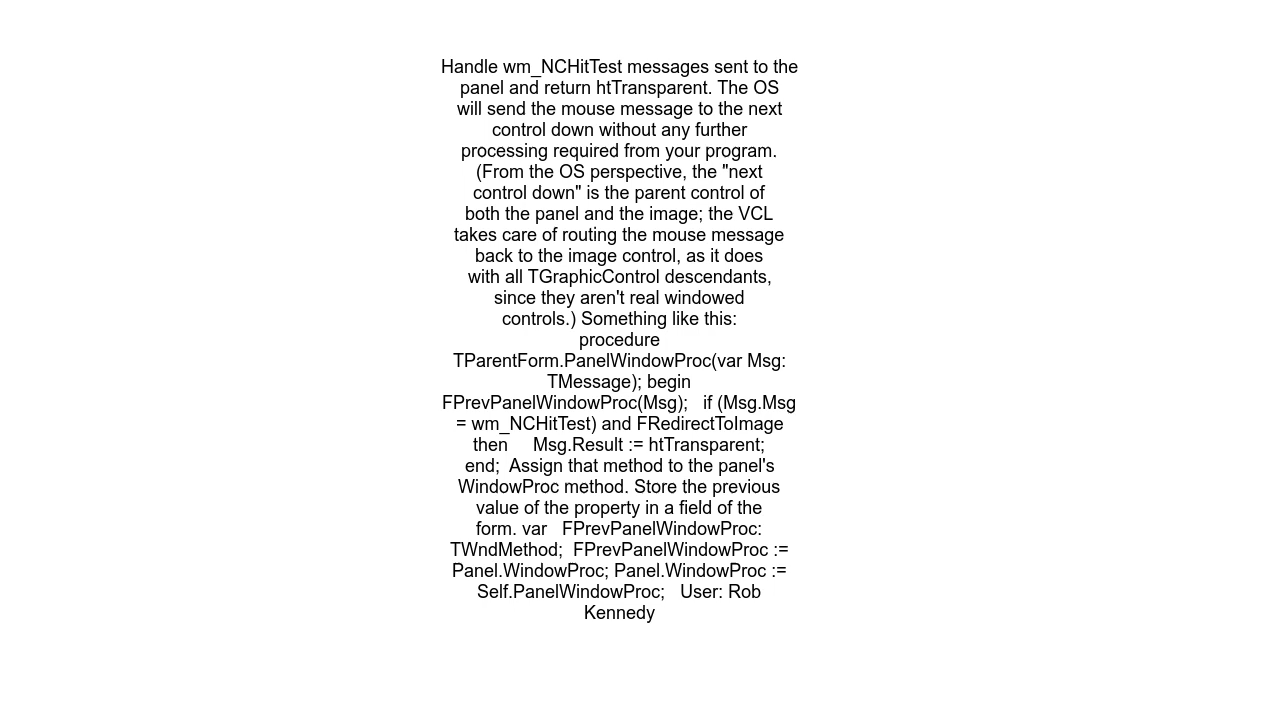 Handle wm_NCHitTest messages sent to the
panel and return htTransparent. The OS
will send the mouse message to the next
control down without any further
processing required from your program.
(From the OS perspective, the "next
control down" is the parent control of
both the panel and the image; the VCL
takes care of routing the mouse message
back to the image control, as it does
with all TGraphicControl descendants,
since they aren't real windowed
controls.) Something like this:
procedure
TParentForm.PanelWindowProc(var Msg:
TMessage); begin
FPrevPanelWindowProc(Msg);   if (Msg.Msg
= wm_NCHitTest) and FRedirectToImage
then     Msg.Result := htTransparent;
end;  Assign that method to the panel's
WindowProc method. Store the previous
value of the property in a field of the
form. var   FPrevPanelWindowProc:
TWndMethod;  FPrevPanelWindowProc :=
Panel.WindowProc; Panel.WindowProc :=
Self.PanelWindowProc;   User: Rob
Kennedy